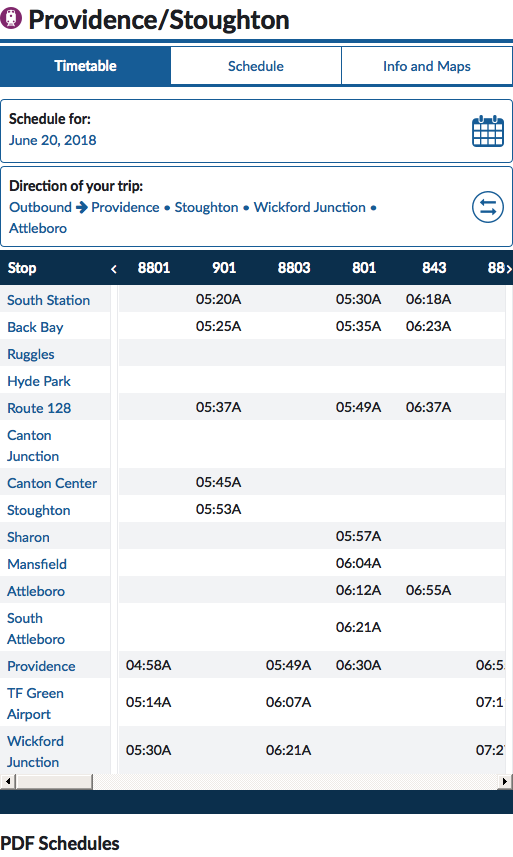 Providence/Stoughton
Timetable Schedule Info and Maps
Schedule for:
June 20, 2018
Direction of your trip:
Outbound → Providence • Stoughton • Wickford Junction •
Attleboro
Stop ‹ 8801 901 8803 801 843 88›
South Station 05:20A 05:30A 06:18A
Back Bay 05:25A 05:35A 06:23A
Ruggles
Hyde Park
Route 128 05:37A 05:49A 06:37A
Canton
Junction
Canton Center 05:45A
Stoughton 05:53A
Sharon 05:57A
Mansfield 06:04A
Attleboro 06:12A 06:55A
South
Attleboro 06:21A
Providence 04:58A 05:49A 06:30A 06:5
TF Green
Airport 05:14A 06:07A 07:1
Wickford
Junction 05:30A 06:21A 07:2
PDF Schedules